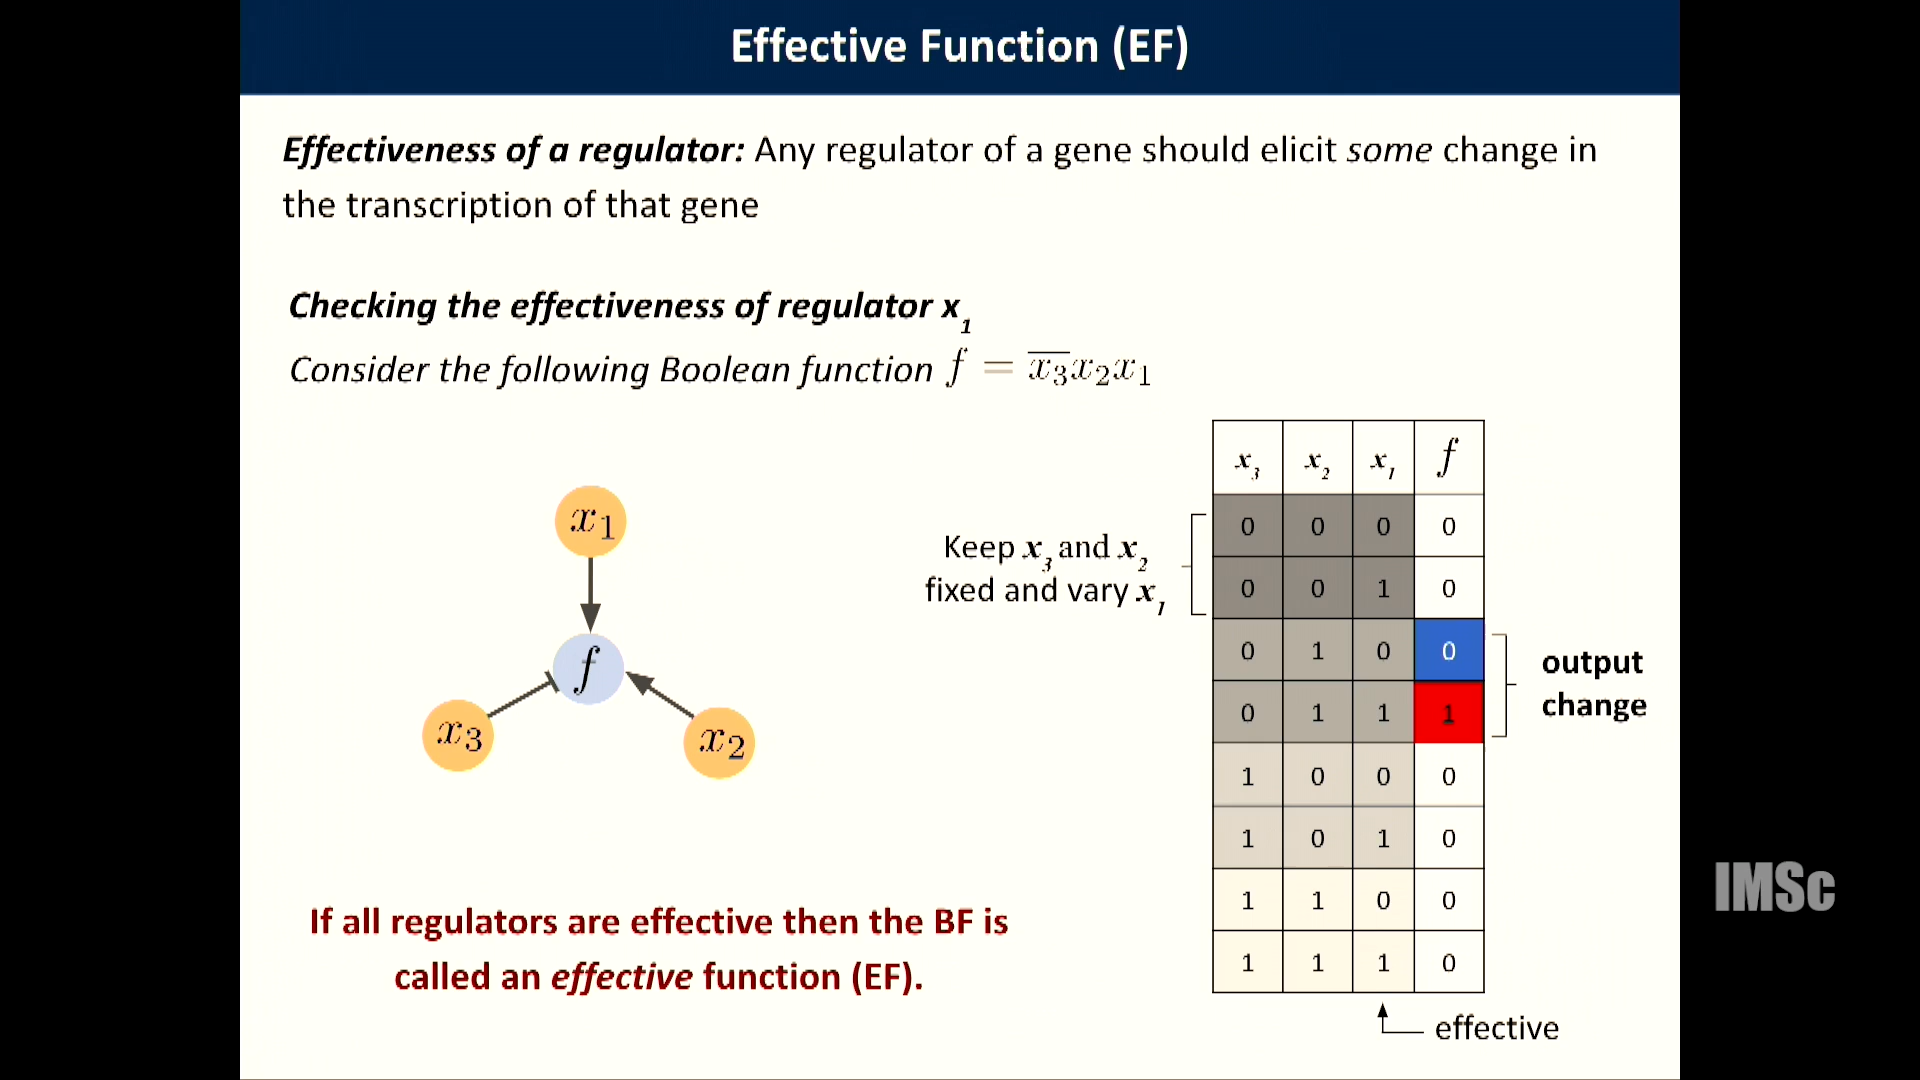 Effective Function (EF)
Effectiveness of a regulator: Any regulator of a gene should elicit some change in
the transcription of that gene
Checking the effectiveness of regulator x₁
Consider the following Boolean function f = x̅₃x₂x₁
x₁
f
x₃
x₂
Keep x₃ and x₂
fixed and vary x₁
x₃ x₂ x₁ f
0 0 0 0
0 0 1 0
0 1 0 0
0 1 1 1
1 0 0 0
1 0 1 0
1 1 0 0
1 1 1 0
output
change
effective
If all regulators are effective then the BF is
called an effective function (EF).
IMSc